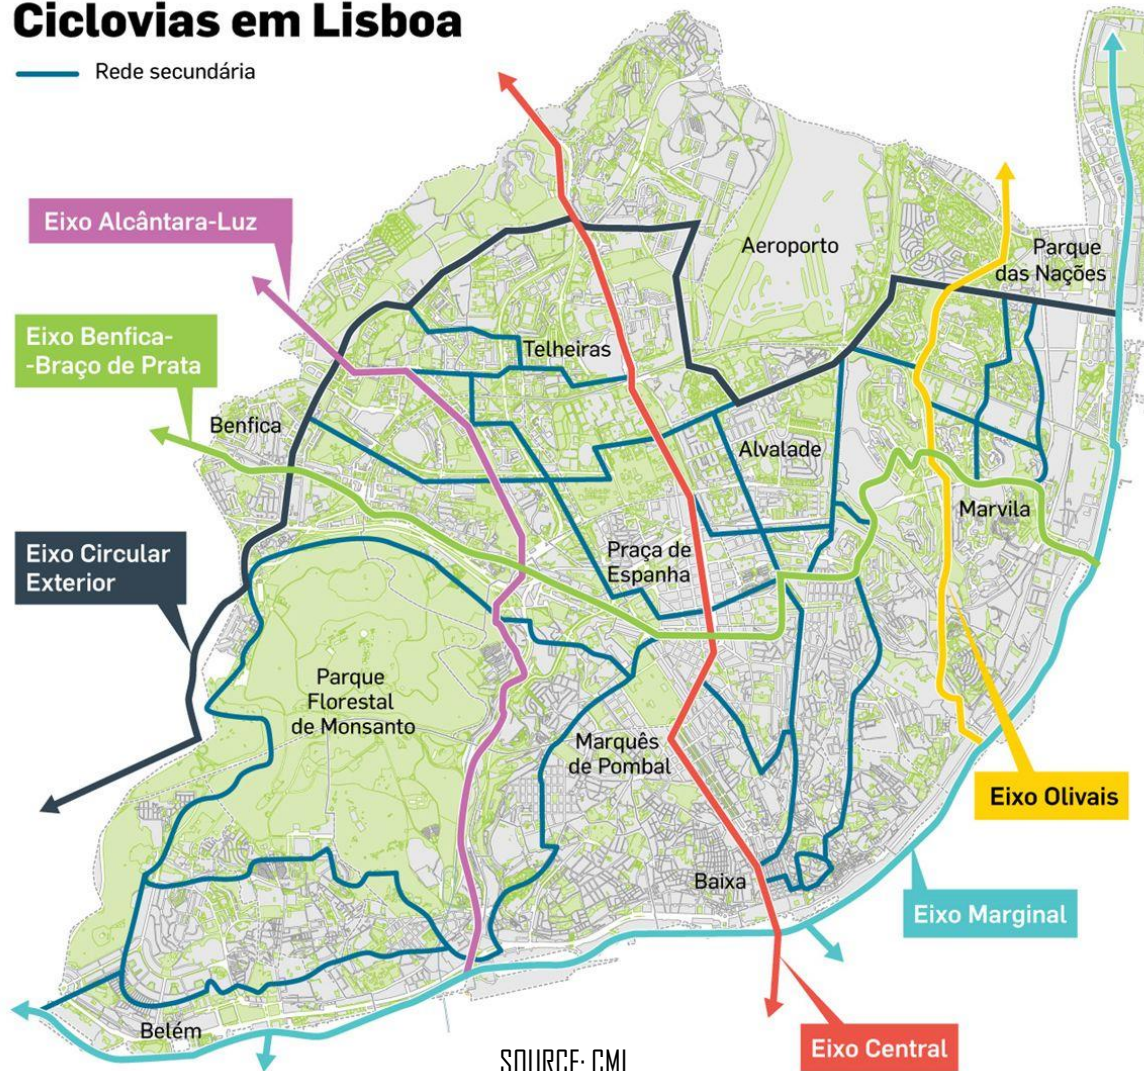 Ciclovias em Lisboa
Rede secundária
Eixo Alcântara-Luz
Aeroporto
Parque
das Nações
Eixo Benfica-
-Braço de Prata
Telheiras
Benfica
Alvalade
Marvila
Eixo Circular
Exterior
Praça de
Espanha
Parque
Florestal
de Monsanto
Marquês
de Pombal
Eixo Olivais
Baixa
Eixo Marginal
Belém
Eixo Central
SOURCE: CML